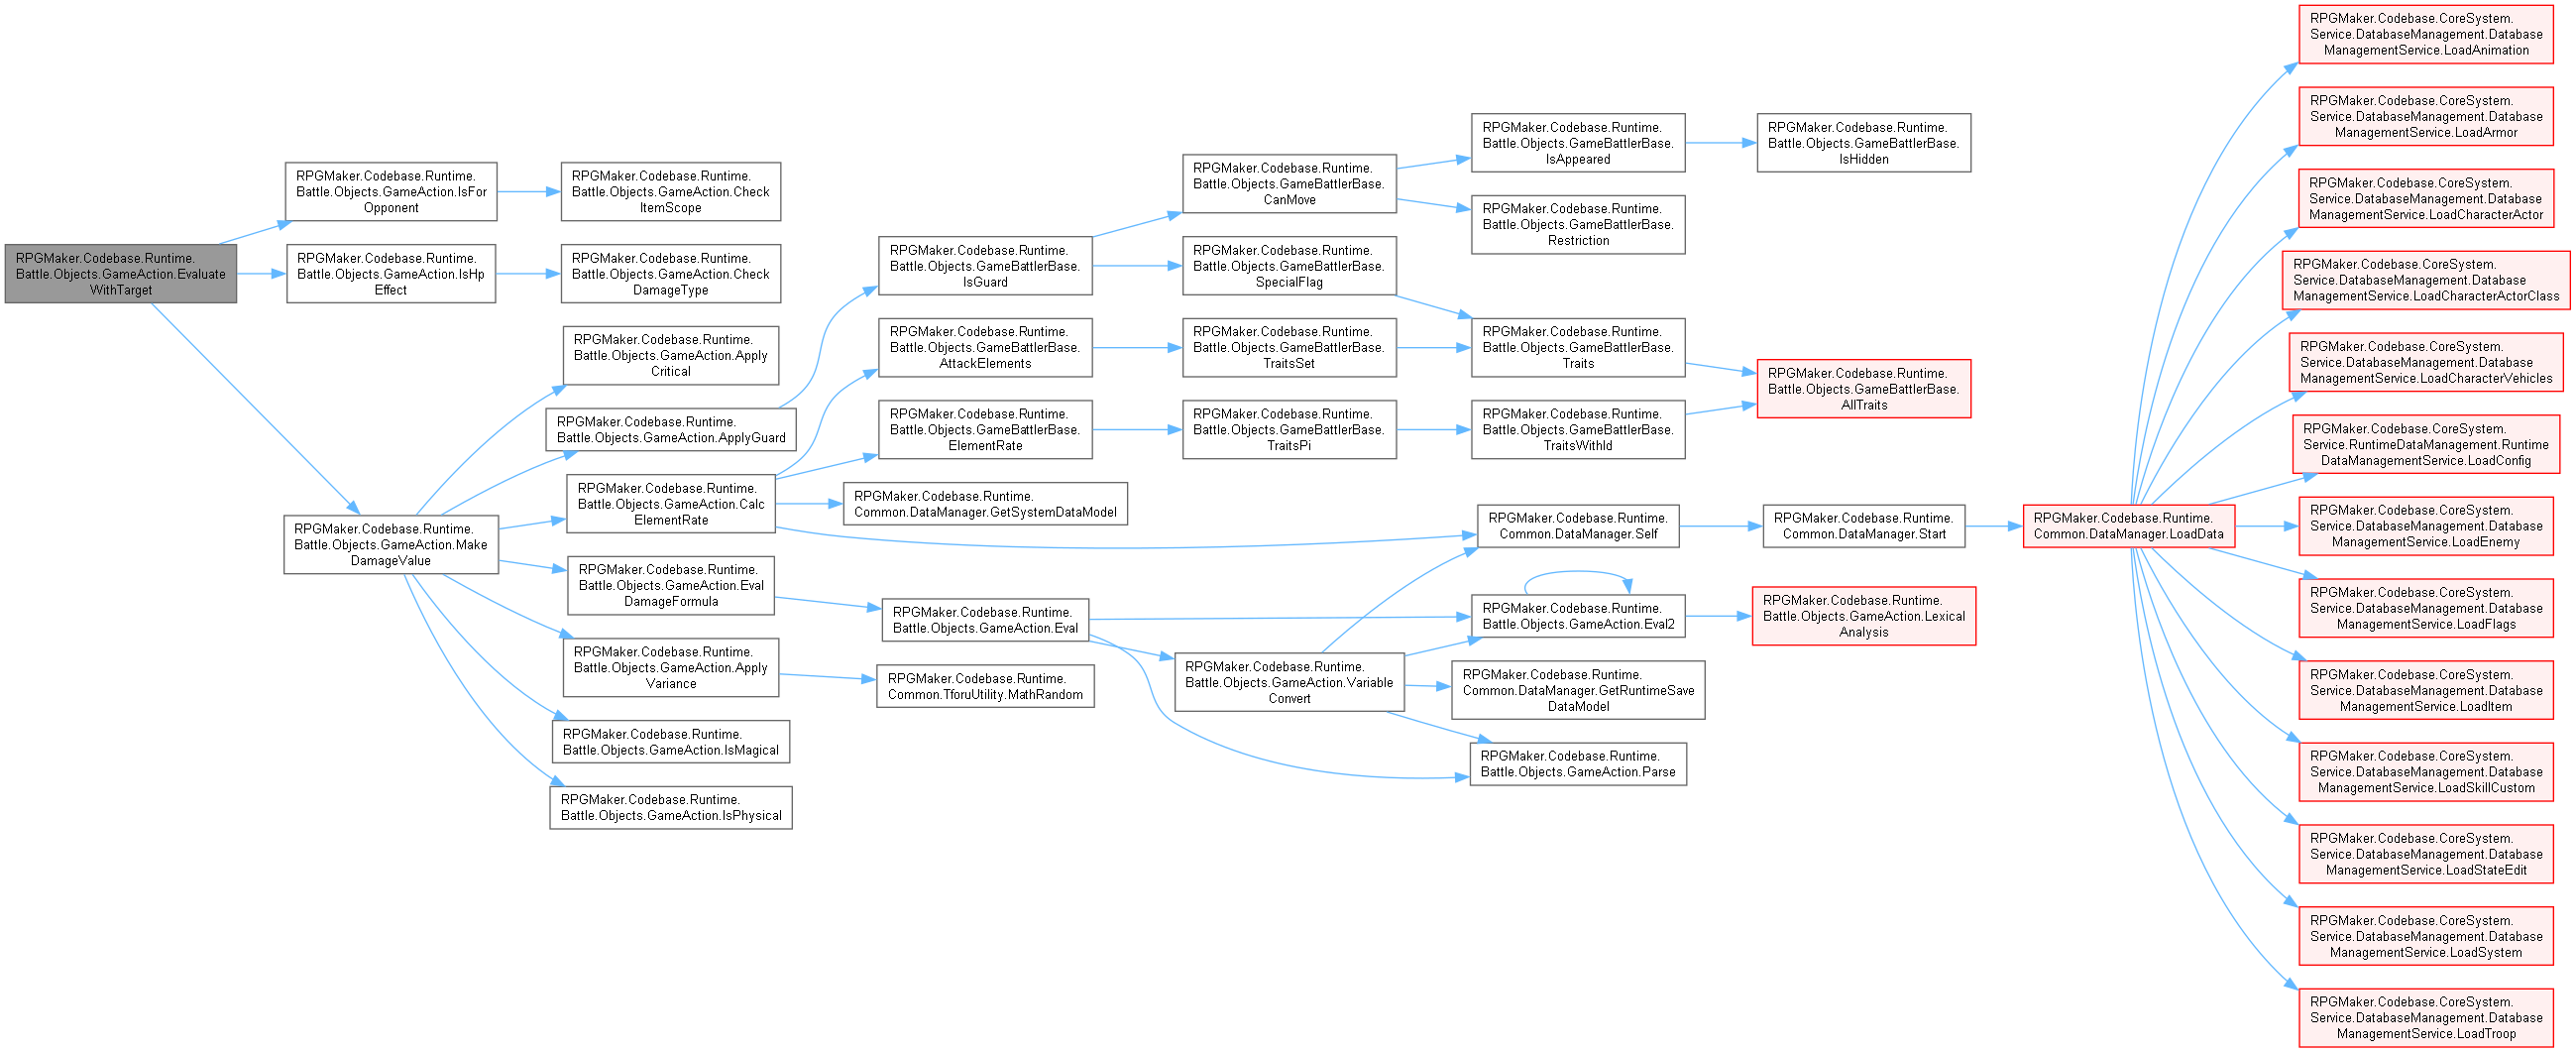 RPGMaker.Codebase.Runtime.
Battle.Objects.GameAction.Evaluate
WithTarget
RPGMaker.Codebase.Runtime.
Battle.Objects.GameAction.IsFor
Opponent
RPGMaker.Codebase.Runtime.
Battle.Objects.GameAction.IsHp
Effect
RPGMaker.Codebase.Runtime.
Battle.Objects.GameAction.Make
DamageValue
RPGMaker.Codebase.Runtime.
Battle.Objects.GameAction.Check
ItemScope
RPGMaker.Codebase.Runtime.
Battle.Objects.GameAction.Check
DamageType
RPGMaker.Codebase.Runtime.
Battle.Objects.GameAction.Apply
Critical
RPGMaker.Codebase.Runtime.
Battle.Objects.GameAction.ApplyGuard
RPGMaker.Codebase.Runtime.
Battle.Objects.GameAction.Calc
ElementRate
RPGMaker.Codebase.Runtime.
Battle.Objects.GameAction.Eval
DamageFormula
RPGMaker.Codebase.Runtime.
Battle.Objects.GameAction.Apply
Variance
RPGMaker.Codebase.Runtime.
Battle.Objects.GameAction.IsMagical
RPGMaker.Codebase.Runtime.
Battle.Objects.GameAction.IsPhysical
RPGMaker.Codebase.Runtime.
Battle.Objects.GameBattlerBase.
IsGuard
RPGMaker.Codebase.Runtime.
Battle.Objects.GameBattlerBase.
AttackElements
RPGMaker.Codebase.Runtime.
Battle.Objects.GameBattlerBase.
ElementRate
RPGMaker.Codebase.Runtime.
Common.DataManager.GetSystemDataModel
RPGMaker.Codebase.Runtime.
Battle.Objects.GameAction.Eval
RPGMaker.Codebase.Runtime.
Common.TforuUtility.MathRandom
RPGMaker.Codebase.Runtime.
Battle.Objects.GameBattlerBase.
CanMove
RPGMaker.Codebase.Runtime.
Battle.Objects.GameBattlerBase.
SpecialFlag
RPGMaker.Codebase.Runtime.
Battle.Objects.GameBattlerBase.
TraitsSet
RPGMaker.Codebase.Runtime.
Battle.Objects.GameBattlerBase.
TraitsPi
RPGMaker.Codebase.Runtime.
Battle.Objects.GameAction.Variable
Convert
RPGMaker.Codebase.Runtime.
Battle.Objects.GameBattlerBase.
IsAppeared
RPGMaker.Codebase.Runtime.
Battle.Objects.GameBattlerBase.
Restriction
RPGMaker.Codebase.Runtime.
Battle.Objects.GameBattlerBase.
Traits
RPGMaker.Codebase.Runtime.
Battle.Objects.GameBattlerBase.
TraitsWithId
RPGMaker.Codebase.Runtime.
Common.DataManager.Self
RPGMaker.Codebase.Runtime.
Battle.Objects.GameAction.Eval2
RPGMaker.Codebase.Runtime.
Common.DataManager.GetRuntimeSave
DataModel
RPGMaker.Codebase.Runtime.
Battle.Objects.GameAction.Parse
RPGMaker.Codebase.Runtime.
Battle.Objects.GameBattlerBase.
IsHidden
RPGMaker.Codebase.Runtime.
Battle.Objects.GameBattlerBase.
AllTraits
RPGMaker.Codebase.Runtime.
Common.DataManager.Start
RPGMaker.Codebase.Runtime.
Battle.Objects.GameAction.Lexical
Analysis
RPGMaker.Codebase.Runtime.
Common.DataManager.LoadData
RPGMaker.Codebase.CoreSystem.
Service.DatabaseManagement.Database
ManagementService.LoadAnimation
RPGMaker.Codebase.CoreSystem.
Service.DatabaseManagement.Database
ManagementService.LoadArmor
RPGMaker.Codebase.CoreSystem.
Service.DatabaseManagement.Database
ManagementService.LoadCharacterActor
RPGMaker.Codebase.CoreSystem.
Service.DatabaseManagement.Database
ManagementService.LoadCharacterActorClass
RPGMaker.Codebase.CoreSystem.
Service.DatabaseManagement.Database
ManagementService.LoadCharacterVehicles
RPGMaker.Codebase.CoreSystem.
Service.RuntimeDataManagement.Runtime
DataManagementService.LoadConfig
RPGMaker.Codebase.CoreSystem.
Service.DatabaseManagement.Database
ManagementService.LoadEnemy
RPGMaker.Codebase.CoreSystem.
Service.DatabaseManagement.Database
ManagementService.LoadFlags
RPGMaker.Codebase.CoreSystem.
Service.DatabaseManagement.Database
ManagementService.LoadItem
RPGMaker.Codebase.CoreSystem.
Service.DatabaseManagement.Database
ManagementService.LoadSkillCustom
RPGMaker.Codebase.CoreSystem.
Service.DatabaseManagement.Database
ManagementService.LoadStateEdit
RPGMaker.Codebase.CoreSystem.
Service.DatabaseManagement.Database
ManagementService.LoadSystem
RPGMaker.Codebase.CoreSystem.
Service.DatabaseManagement.Database
ManagementService.LoadTroop